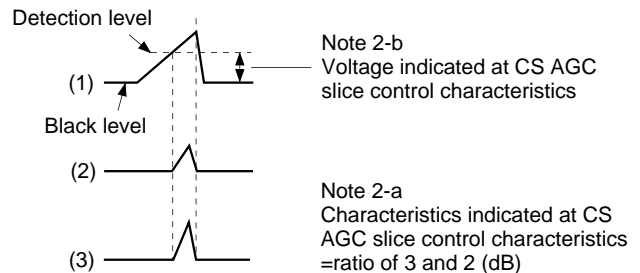 Detection level
Note 2-b
Voltage indicated at CS AGC
slice control characteristics
(1)
Black level
(2)
Note 2-a
Characteristics indicated at CS
AGC slice control characteristics
=ratio of 3 and 2 (dB)
(3)